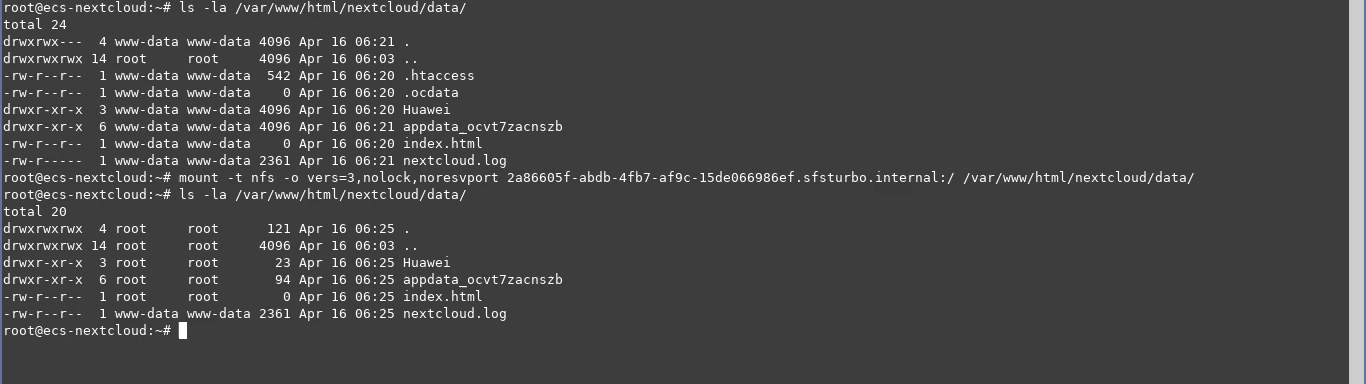 root@ecs-nextcloud:~# ls -la /var/www/html/nextcloud/data/
total 24
drwxrwx---  4 www-data www-data 4096 Apr 16 06:21 .
drwxrwxrwx 14 root     root     4096 Apr 16 06:03 ..
-rw-r--r--  1 www-data www-data  542 Apr 16 06:20 .htaccess
-rw-r--r--  1 www-data www-data    0 Apr 16 06:20 .ocdata
drwxr-xr-x  3 www-data www-data 4096 Apr 16 06:20 Huawei
drwxr-xr-x  6 www-data www-data 4096 Apr 16 06:21 appdata_ocvt7zacnszb
-rw-r--r--  1 www-data www-data    0 Apr 16 06:20 index.html
-rw-r-----  1 www-data www-data 2361 Apr 16 06:21 nextcloud.log
root@ecs-nextcloud:~# mount -t nfs -o vers=3,nolock,noresvport 2a86605f-abdb-4fb7-af9c-15de066986ef.sfsturbo.internal:/ /var/www/html/nextcloud/data/
root@ecs-nextcloud:~# ls -la /var/www/html/nextcloud/data/
total 20
drwxrwxrwx  4 root     root      121 Apr 16 06:25 .
drwxrwxrwx 14 root     root     4096 Apr 16 06:03 ..
drwxr-xr-x  3 root     root       23 Apr 16 06:25 Huawei
drwxr-xr-x  6 root     root       94 Apr 16 06:25 appdata_ocvt7zacnszb
-rw-r--r--  1 root     root        0 Apr 16 06:25 index.html
-rw-r--r--  1 www-data www-data 2361 Apr 16 06:25 nextcloud.log
root@ecs-nextcloud:~#